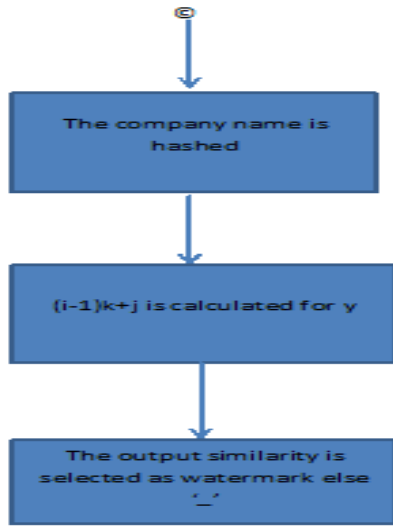 ©
The company name is
hashed
(i-1)k+j is calculated for y
The output similarity is
selected as watermark else
‘_’